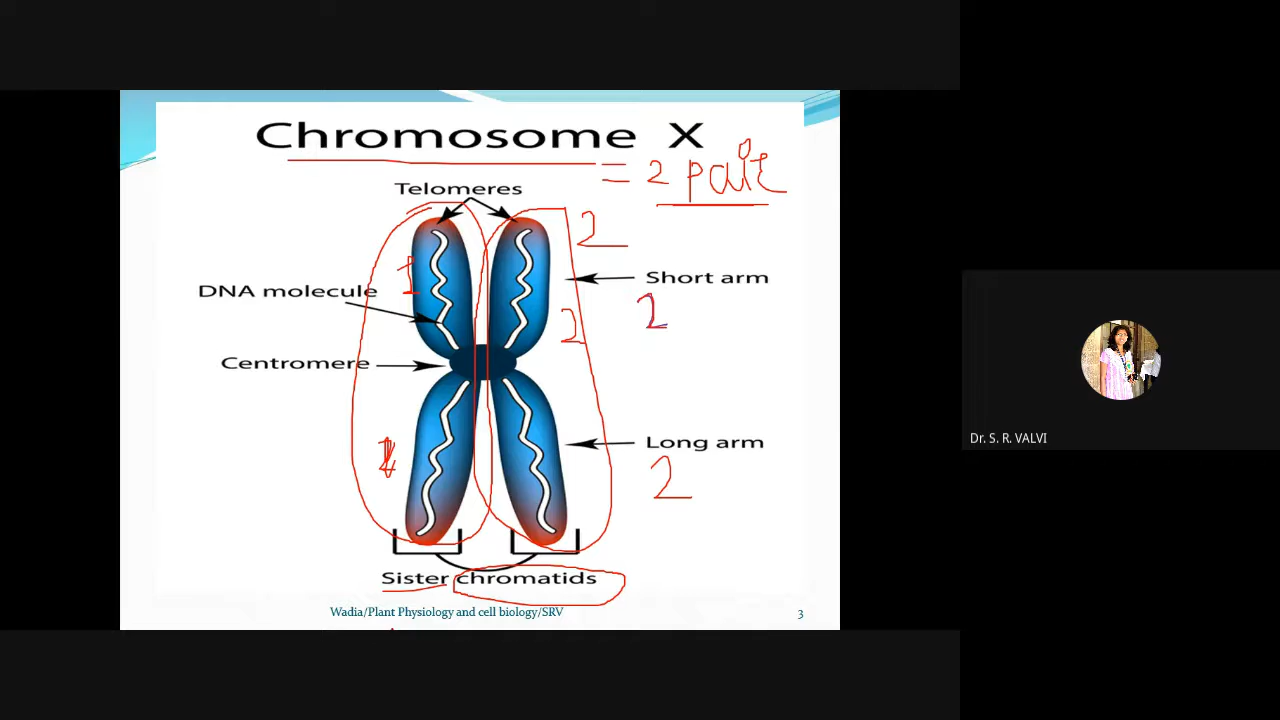 Chromosome X
= 2 pair
Telomeres
2
Short arm
1
DNA molecule
2
2
Centromere
Long arm
1
2
Sister chromatids
Wadia/Plant Physiology and cell biology/SRV
3
Dr. S. R. VALVI